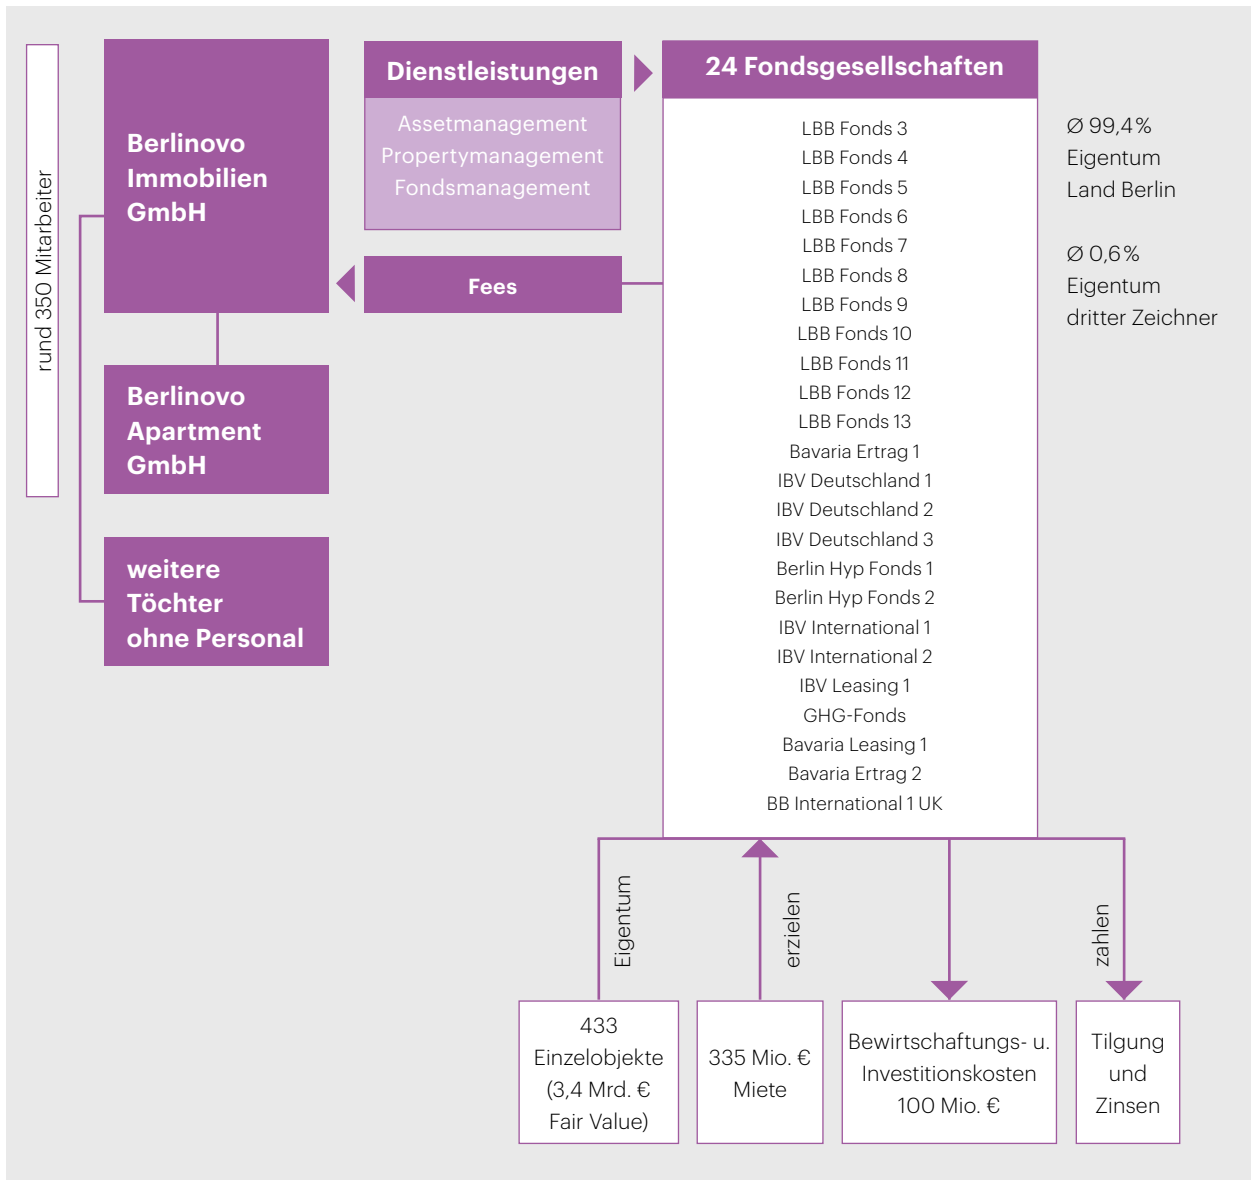 rund 350 Mitarbeiter
Berlinovo
Immobilien
GmbH
Berlinovo
Apartment
GmbH
weitere
Töchter
ohne Personal
Dienstleistungen
Assetmanagement
Propertymanagement
Fondsmanagement
Fees
24 Fondsgesellschaften
LBB Fonds 3
LBB Fonds 4
LBB Fonds 5
LBB Fonds 6
LBB Fonds 7
LBB Fonds 8
LBB Fonds 9
LBB Fonds 10
LBB Fonds 11
LBB Fonds 12
LBB Fonds 13
Bavaria Ertrag 1
IBV Deutschland 1
IBV Deutschland 2
IBV Deutschland 3
Berlin Hyp Fonds 1
Berlin Hyp Fonds 2
IBV International 1
IBV International 2
IBV Leasing 1
GHG-Fonds
Bavaria Leasing 1
Bavaria Ertrag 2
BB International 1 UK
Ø 99,4%
Eigentum
Land Berlin
Ø 0,6%
Eigentum
dritter Zeichner
Eigentum
erzielen
zahlen
433
Einzelobjekte
(3,4 Mrd. €
Fair Value)
335 Mio. €
Miete
Bewirtschaftungs- u.
Investitionskosten
100 Mio. €
Tilgung
und
Zinsen